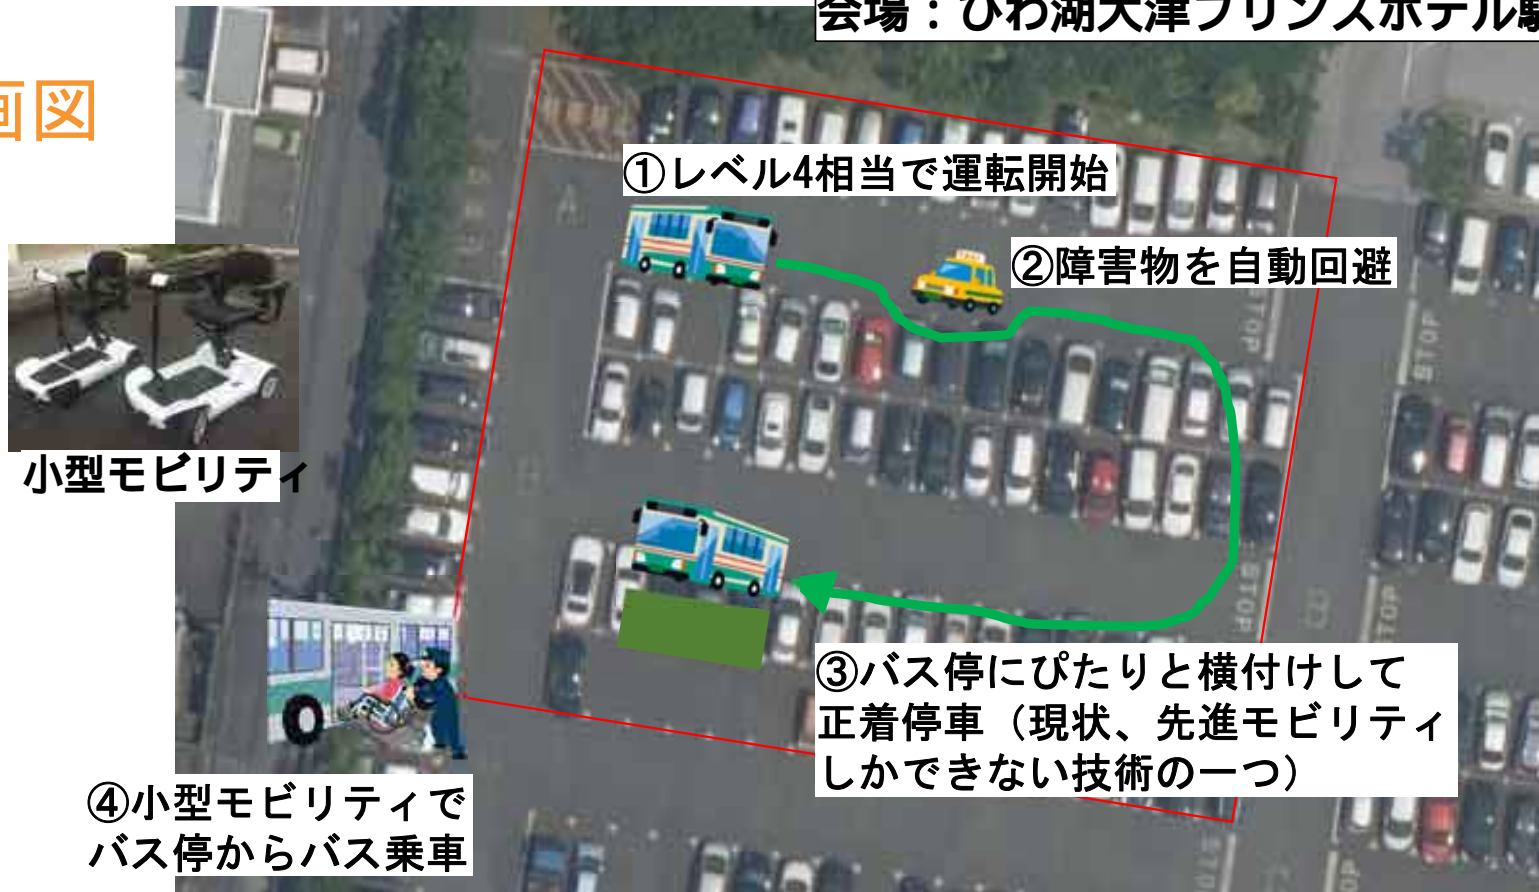 会場：びわ湖大津プリンスホテル駐
画図
①レベル4相当で運転開始
②障害物を自動回避
STOP
STOP
小型モビリティ
STOP
TOP
③バス停にぴたりと横付けして
正着停車（現状、先進モビリティ
しかできない技術の一つ）
④小型モビリティで
バス停からバス乗車